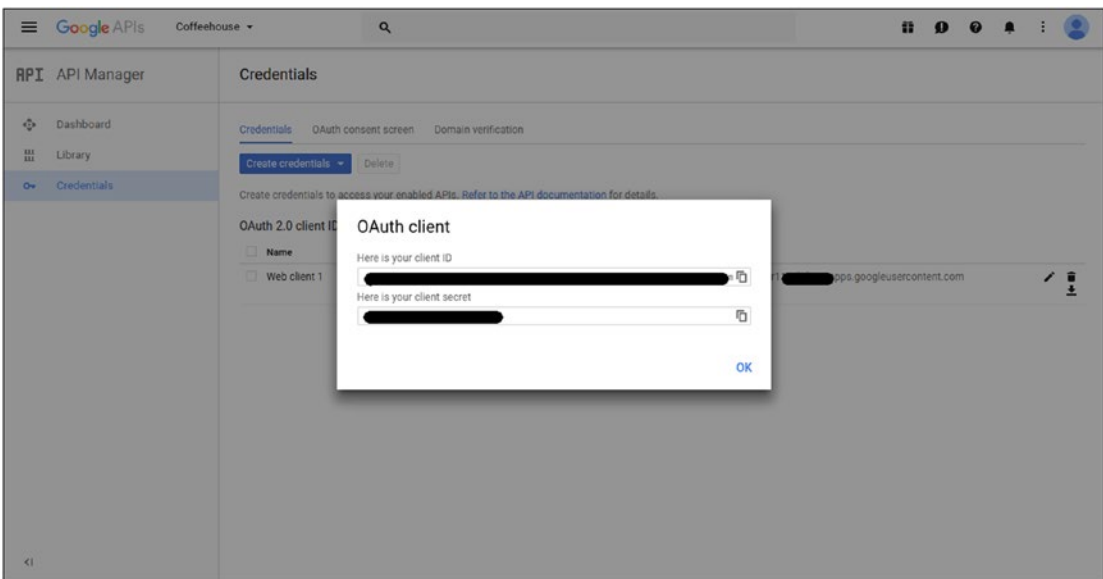 Google APIs Coffeehouse
API API Manager
Credentials
Dashboard
Library
Credentials
Credentials OAuth consent screen Domain verification
Create credentials Delete
Create credentials to access your enabled APIs. Refer to the API documentation for details.
OAuth 2.0 client ID
Name
Web client 1
apps.googleusercontent.com
OAuth client
Here is your client ID
Here is your client secret
OK